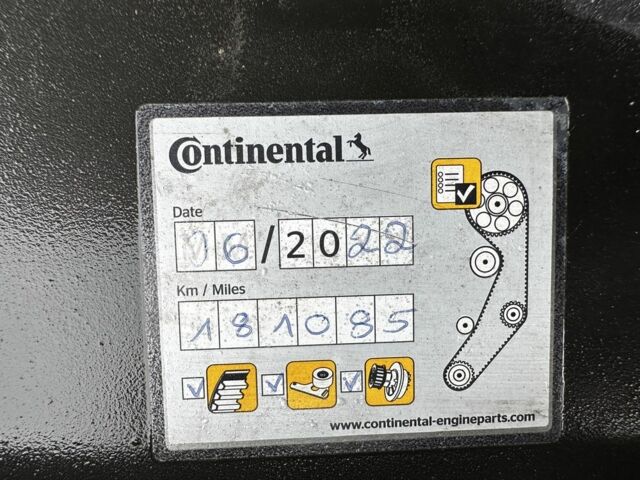 Continental
Date
06/2022
Km / Miles
181085
www.continental-engineparts.com